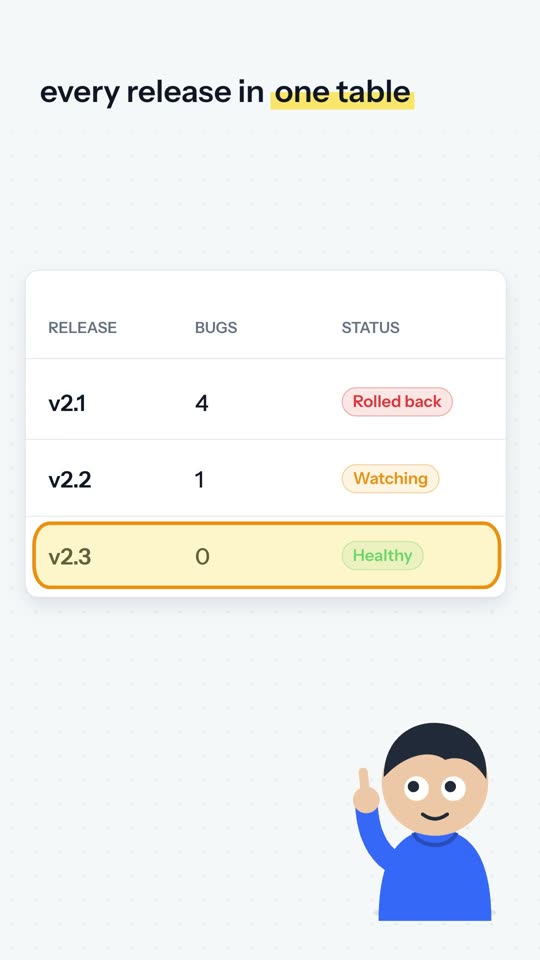 every release in one table
RELEASE BUGS STATUS
v2.1 4 Rolled back
v2.2 1 Watching
v2.3 0 Healthy